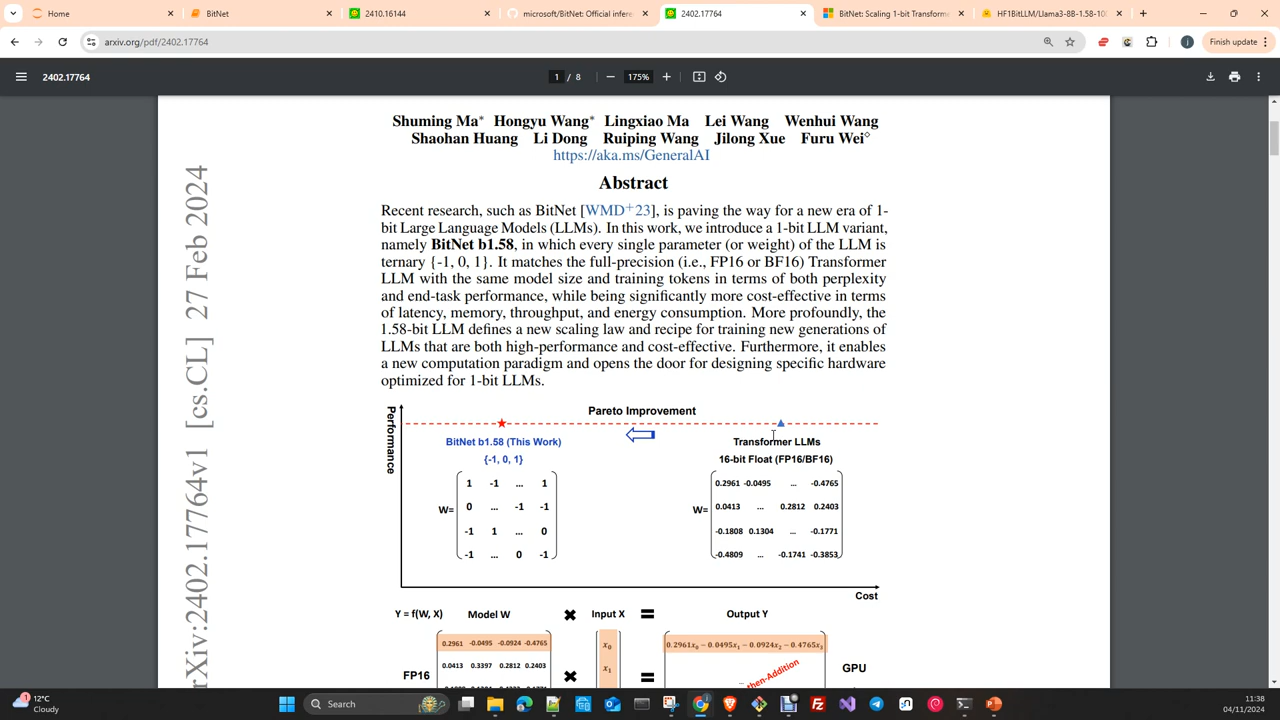 Home
BitNet
2410.16144
microsoft/BitNet: Official infere
2402.17764
BitNet: Scaling 1-bit Transforme
HF1BitLLM/Llama3-8B-1.58-10
arxiv.org/pdf/2402.17764
Finish update
2402.17764
1 / 8
175%
Shuming Ma* Hongyu Wang* Lingxiao Ma Lei Wang Wenhui Wang
Shaohan Huang Li Dong Ruiping Wang Jilong Xue Furu Wei⋄
https://aka.ms/GeneralAI
Abstract
Recent research, such as BitNet [WMD+23], is paving the way for a new era of 1-
bit Large Language Models (LLMs). In this work, we introduce a 1-bit LLM variant,
namely BitNet b1.58, in which every single parameter (or weight) of the LLM is
ternary {-1, 0, 1}. It matches the full-precision (i.e., FP16 or BF16) Transformer
LLM with the same model size and training tokens in terms of both perplexity
and end-task performance, while being significantly more cost-effective in terms
of latency, memory, throughput, and energy consumption. More profoundly, the
1.58-bit LLM defines a new scaling law and recipe for training new generations of
LLMs that are both high-performance and cost-effective. Furthermore, it enables
a new computation paradigm and opens the door for designing specific hardware
optimized for 1-bit LLMs.
rXiv:2402.17764v1 [cs.CL] 27 Feb 2024
Performance
Pareto Improvement
BitNet b1.58 (This Work)
{-1, 0, 1}
Transformer LLMs
16-bit Float (FP16/BF16)
W=
1 -1 ... 1
0 ... -1 -1
-1 1 ... 0
-1 ... 0 -1
W=
0.2961 -0.0495 ... -0.4765
0.0413 ... 0.2812 0.2403
-0.1808 0.1304 ... -0.1771
-0.4809 ... -0.1741 -0.3853
Cost
Y = f(W, X) Model W Input X Output Y
FP16
0.2961 -0.0495 -0.0924 -0.4765
0.0413 0.3397 0.2812 0.2403
x0
x1
0.2961x0 − 0.0495x1 − 0.0924x2 − 0.4765x3
...
then-Addition
GPU
1
12°C
Cloudy
Search
11:38
04/11/2024